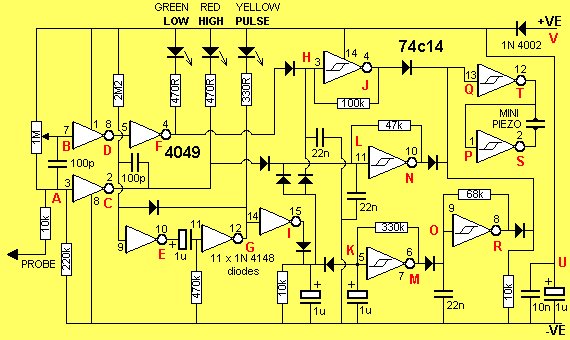 GREEN RED YELLOW
LOW HIGH PULSE
+VE
V
1N 4002
14
H 3 4
J
74c14
13 12
Q T
2M2
470R
470R
330R
100k
1M
1 5 4
7 8
B D F
4049
MINI
PIEZO
22n
L
47k
1 2
P S
100p
100p
11 10
N
3 2
A C
8
22n
68k
10k
14 15
G I
O 9 8
R
330k
9 10
E
11 12
K
5 6
7
M
U
PROBE
1u
11 x 1N 4148
diodes
220k
470k
10k
1u
1u
22n
10k
10n
1u
-VE